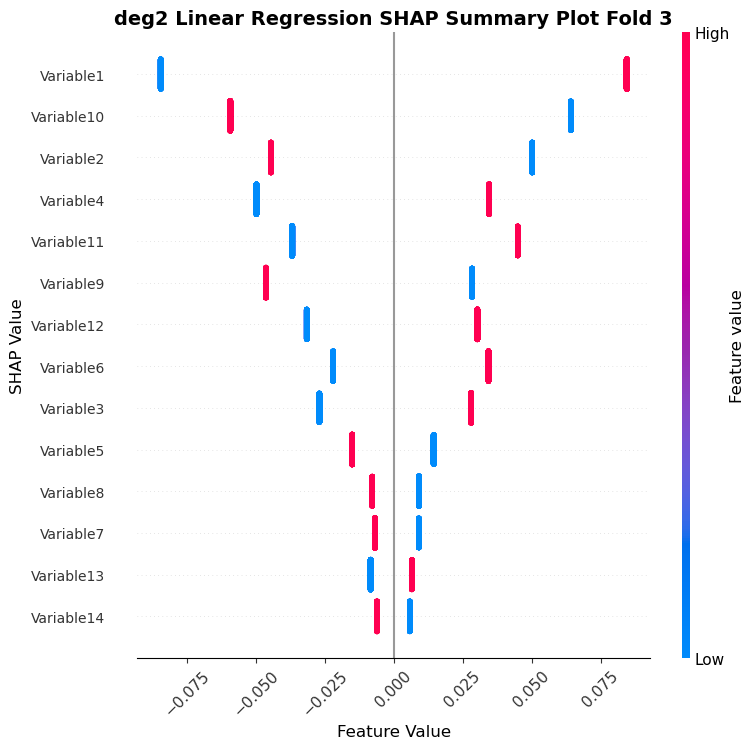 deg2 Linear Regression SHAP Summary Plot Fold 3
High
Variable1
Variable10
Variable2
Variable4
Variable11
Variable9
Variable12
Variable6
Variable3
Variable5
Variable8
Variable7
Variable13
Variable14
SHAP Value
Feature value
Low
−0.075
−0.050
−0.025
0.000
0.025
0.050
0.075
Feature Value